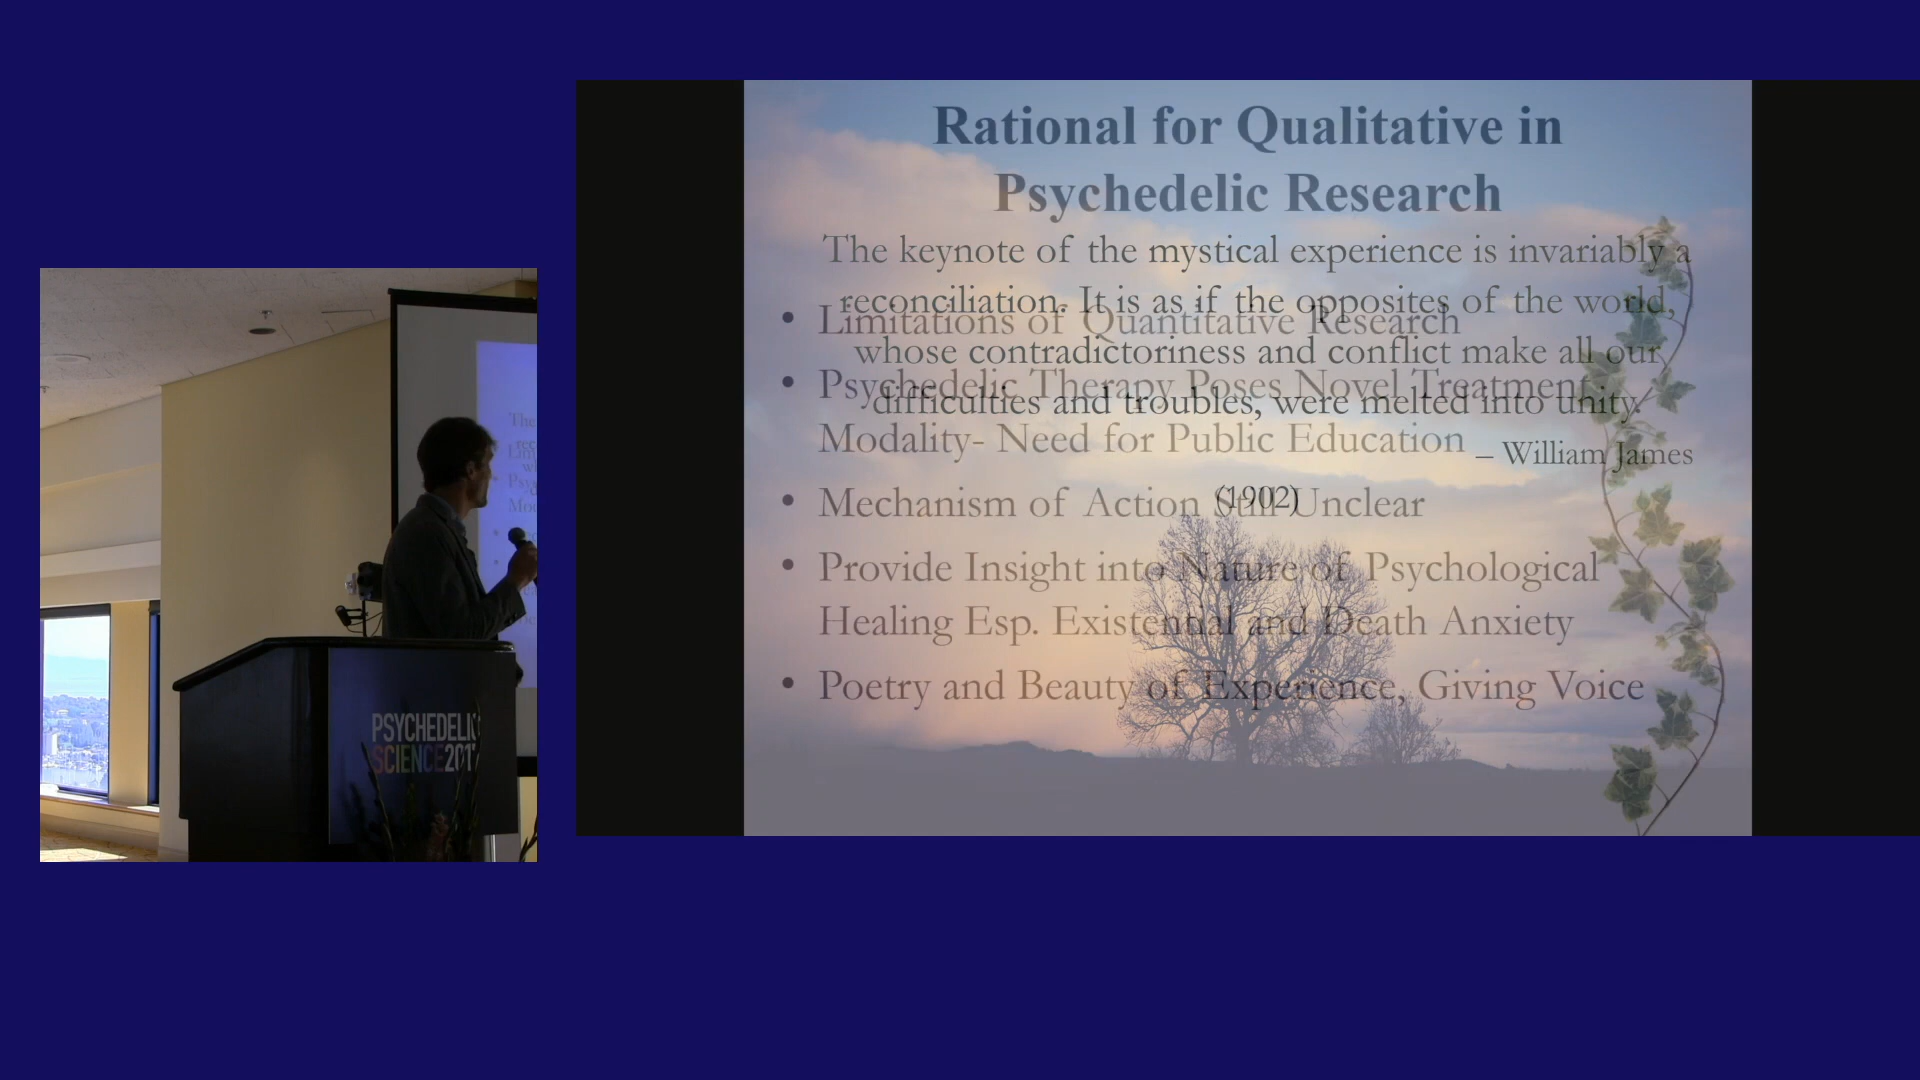 Rational for Qualitative in
Psychedelic Research
The keynote of the mystical experience is invariably a
reconciliation. It is as if the opposites of the world,
whose contradictoriness and conflict make all our
difficulties and troubles, were melted into unity.
– William James
(1902)
• Limitations of Quantitative Research
• Psychedelic Therapy Poses Novel Treatment
Modality- Need for Public Education
• Mechanism of Action Still Unclear
• Provide Insight into Nature of Psychological
Healing Esp. Existential and Death Anxiety
• Poetry and Beauty of Experience, Giving Voice
PSYCHEDELIC
SCIENCE2017